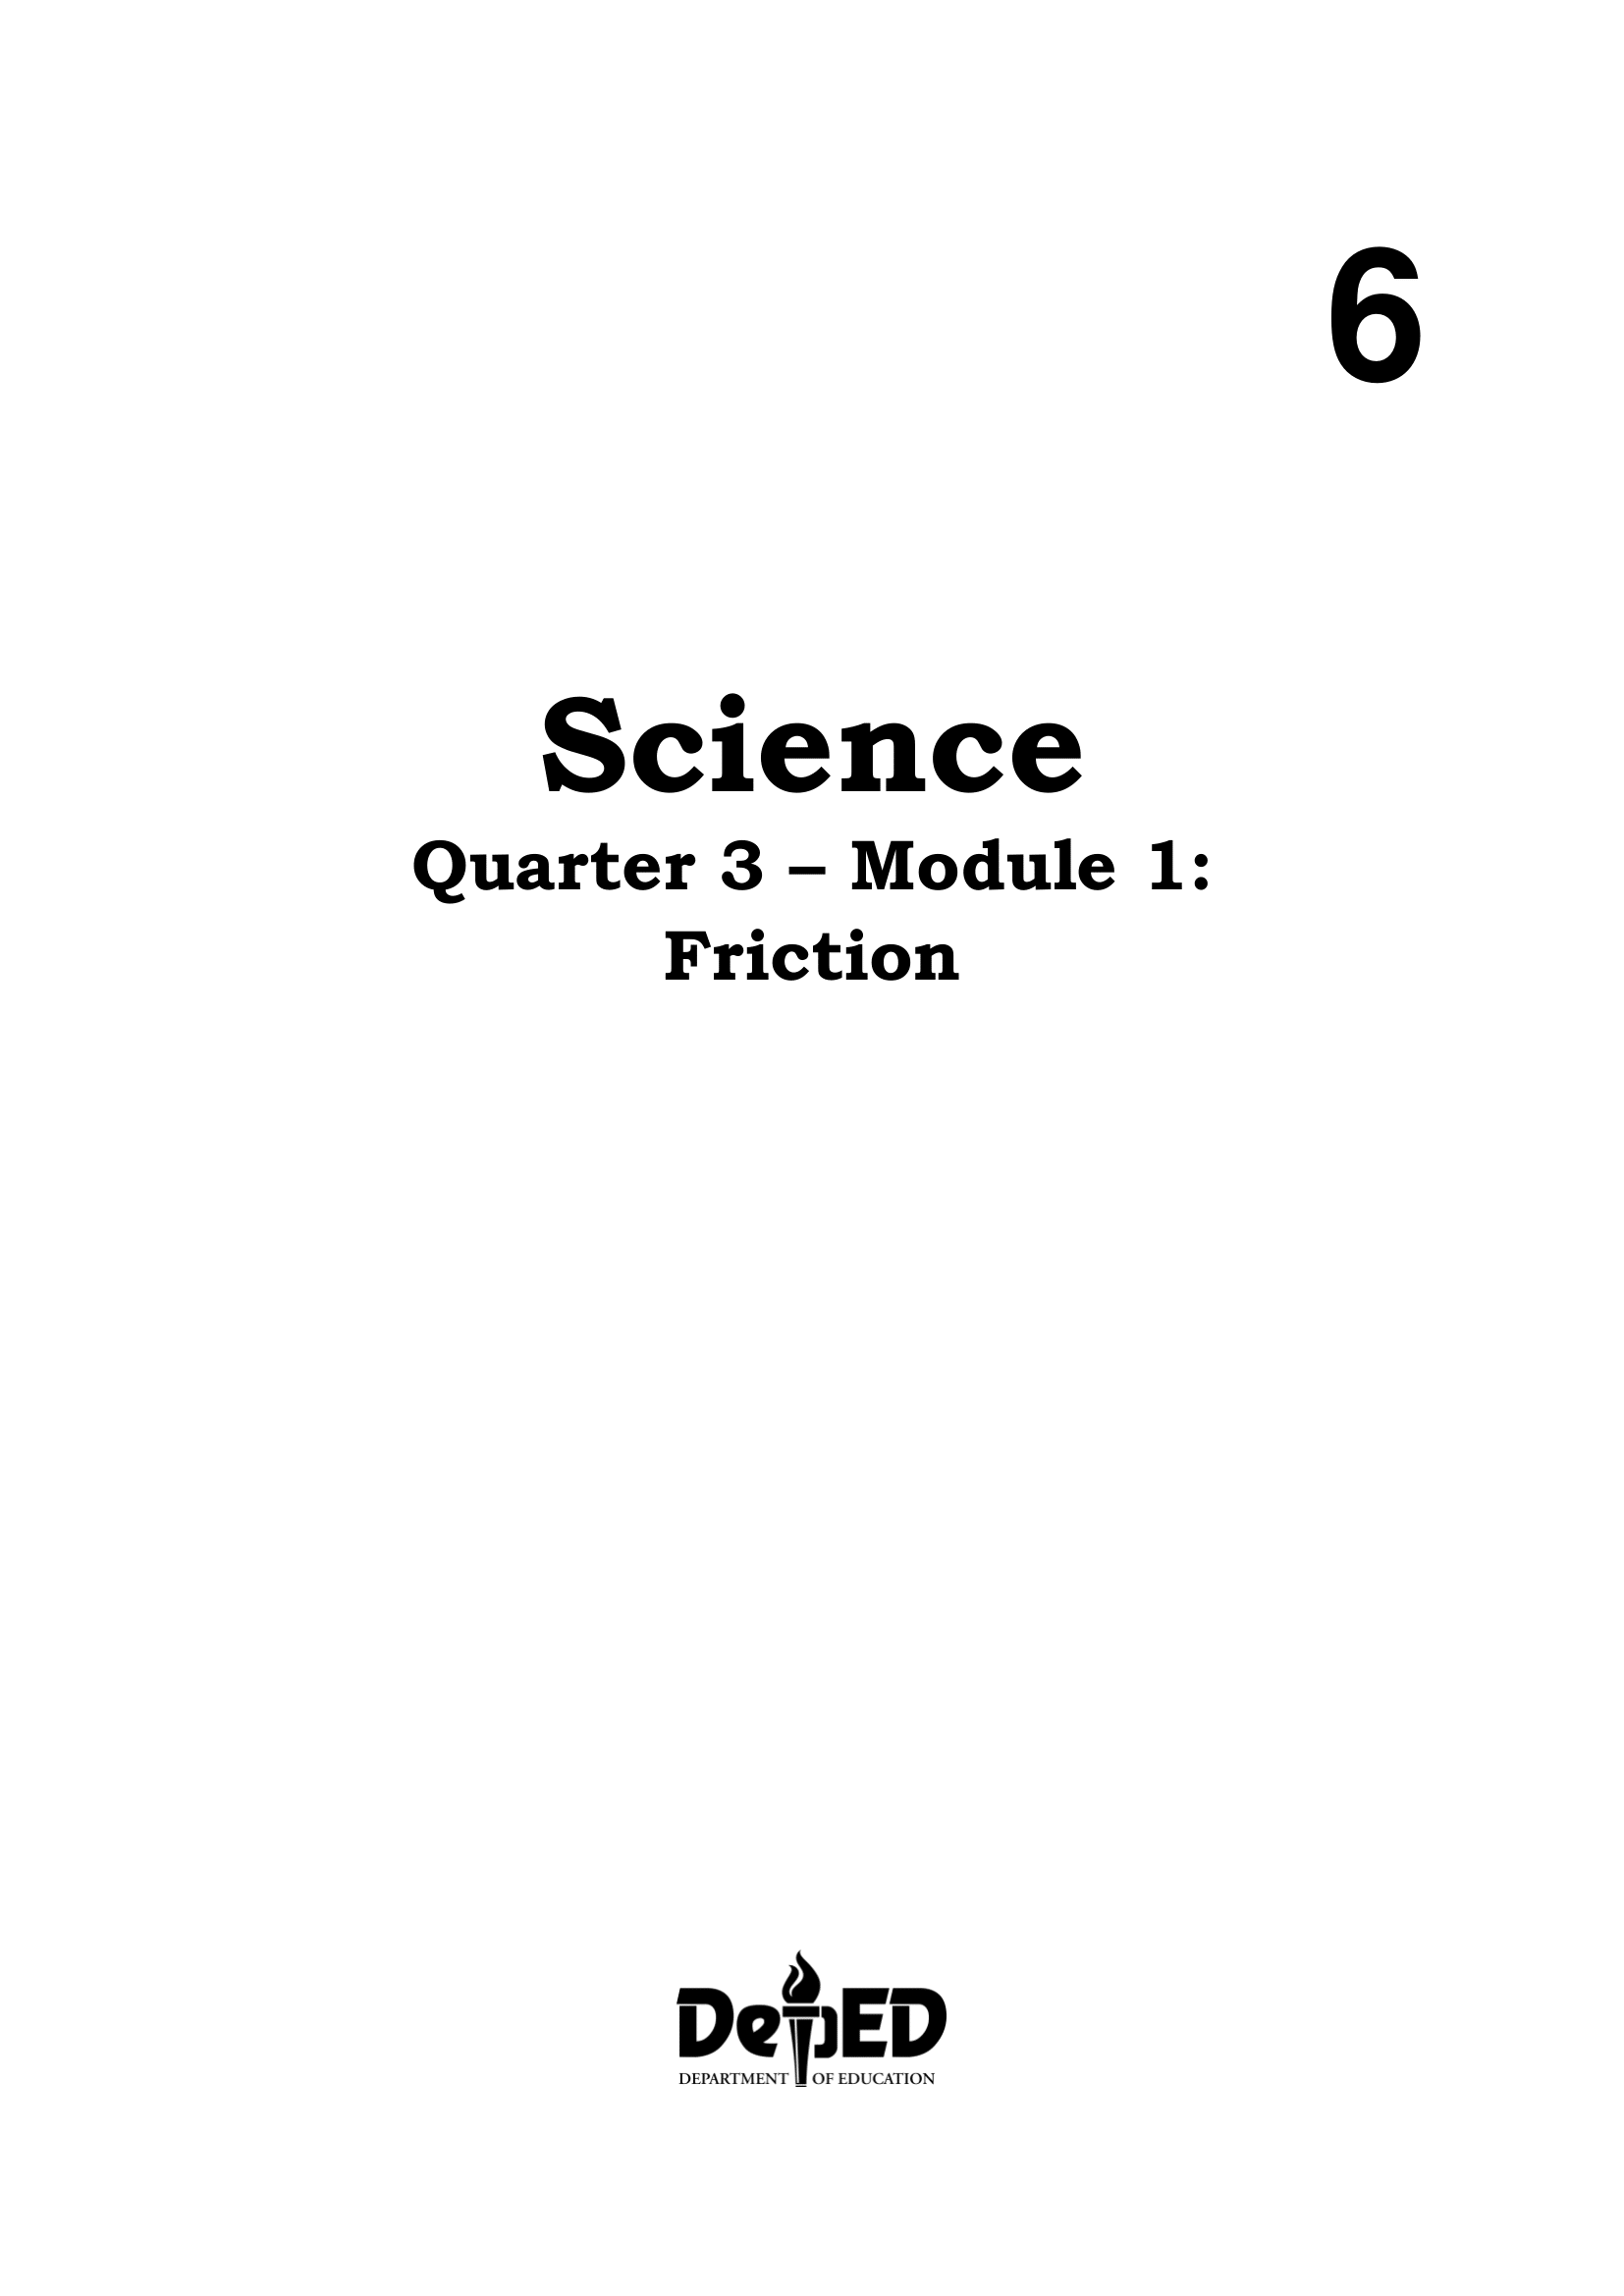 6
Science
Quarter 3 – Module 1:
Friction
DepED
DEPARTMENT OF EDUCATION